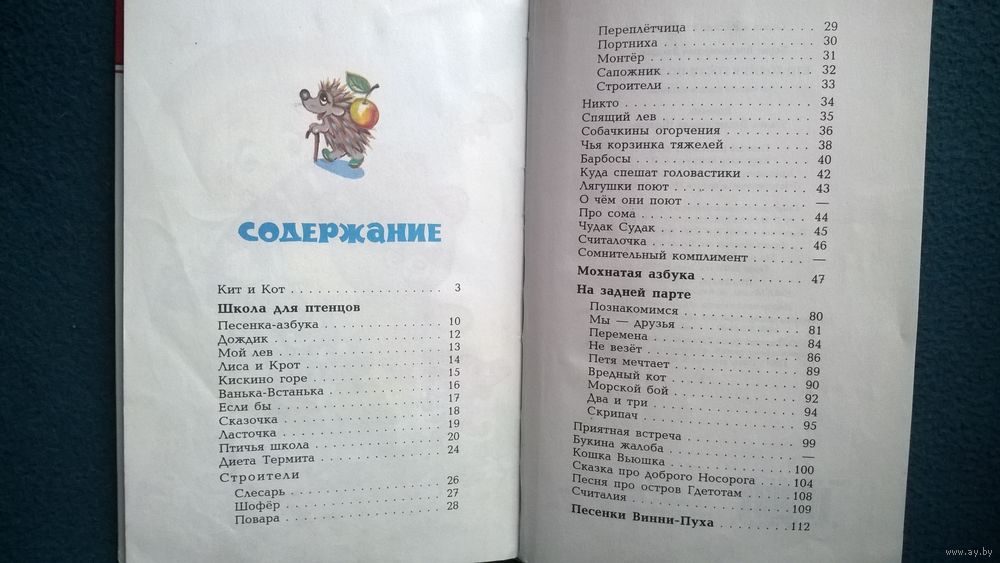 СОДЕРЖАНИЕ
Кит и Кот . . . . . . . . . . . . . . . . . . . 3
Школа для птенцов
Песенка-азбука . . . . . . . . . . . . . . . 10
Дождик . . . . . . . . . . . . . . . . . . . 12
Мой лев . . . . . . . . . . . . . . . . . . . 13
Лиса и Крот . . . . . . . . . . . . . . . . . 14
Кискино горе . . . . . . . . . . . . . . . . 15
Ванька-Встанька . . . . . . . . . . . . . . . 16
Если бы . . . . . . . . . . . . . . . . . . . 17
Сказочка . . . . . . . . . . . . . . . . . . 18
Ласточка . . . . . . . . . . . . . . . . . . 19
Птичья школа . . . . . . . . . . . . . . . . 20
Диета Термита . . . . . . . . . . . . . . . . 24
Строители
Слесарь . . . . . . . . . . . . . . . . . . 26
Шофёр . . . . . . . . . . . . . . . . . . . 27
Повара . . . . . . . . . . . . . . . . . . . 28
Переплётчица . . . . . . . . . . . . . . . 29
Портниха . . . . . . . . . . . . . . . . . 30
Монтёр . . . . . . . . . . . . . . . . . . 31
Сапожник . . . . . . . . . . . . . . . . . 32
Строители . . . . . . . . . . . . . . . . . 33
Никто . . . . . . . . . . . . . . . . . . . 34
Спящий лев . . . . . . . . . . . . . . . . 35
Собачкины огорчения . . . . . . . . . . . 36
Чья корзинка тяжелей . . . . . . . . . . . 38
Барбосы . . . . . . . . . . . . . . . . . . 40
Куда спешат головастики . . . . . . . . . 42
Лягушки поют . . . . . . . . . . . . . . . 43
О чём они поют . . . . . . . . . . . . . . —
Про сома . . . . . . . . . . . . . . . . . 44
Чудак Судак . . . . . . . . . . . . . . . . 45
Считалочка . . . . . . . . . . . . . . . . 46
Сомнительный комплимент . . . . . . . . . —
Мохнатая азбука . . . . . . . . . . . . . 47
На задней парте
Познакомимся . . . . . . . . . . . . . . . 80
Мы — друзья . . . . . . . . . . . . . . . . 81
Перемена . . . . . . . . . . . . . . . . . 84
Не везёт . . . . . . . . . . . . . . . . . 86
Петя мечтает . . . . . . . . . . . . . . . 89
Вредный кот . . . . . . . . . . . . . . . . 90
Морской бой . . . . . . . . . . . . . . . . 92
Два и три . . . . . . . . . . . . . . . . . 94
Скрипач . . . . . . . . . . . . . . . . . . 95
Приятная встреча . . . . . . . . . . . . . 99
Букина жалоба . . . . . . . . . . . . . . . —
Кошка Вьюшка . . . . . . . . . . . . . . . 100
Сказка про доброго Носорога . . . . . . . 104
Песня про остров Гдетотам . . . . . . . . 108
Считалия . . . . . . . . . . . . . . . . . 109
Песенки Винни-Пуха . . . . . . . . . . . . 112
www.ay.by